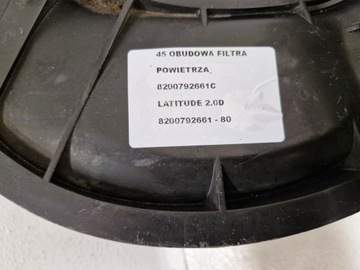 45 OBUDOWA FILTRA
POWIETRZA,
8200792661C
LATITUDE 2.0D
8200792661 - 80